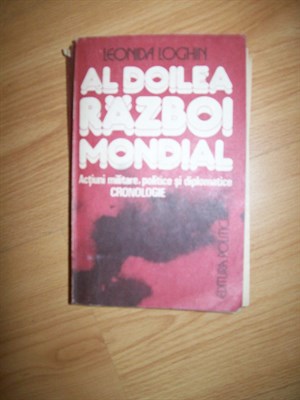 LEONIDA LOGHIN
AL DOILEA
RĂZBOI
MONDIAL
Acțiuni militare, politice și diplomatice
CRONOLOGIE
EDITURA POLITICĂ